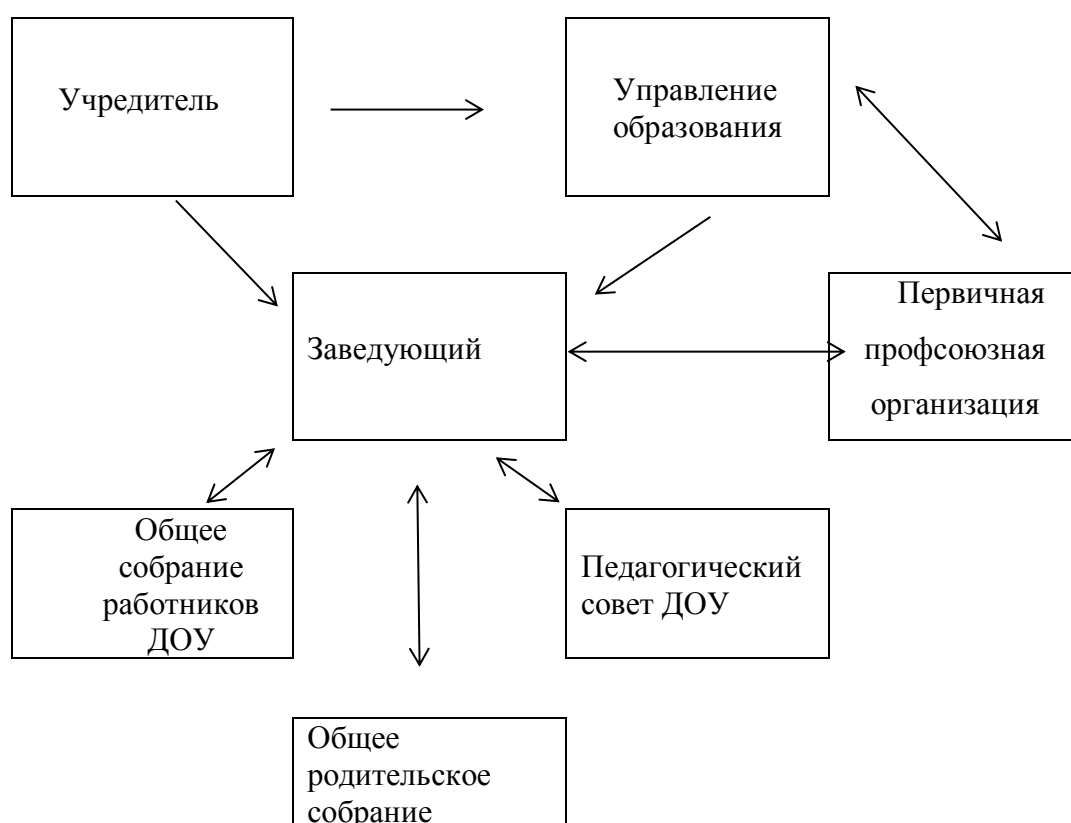 Учредитель
Управление
образования
Заведующий
Первичная
профсоюзная
организация
Общее
собрание
работников
ДОУ
Педагогический
совет ДОУ
Общее
родительское
собрание